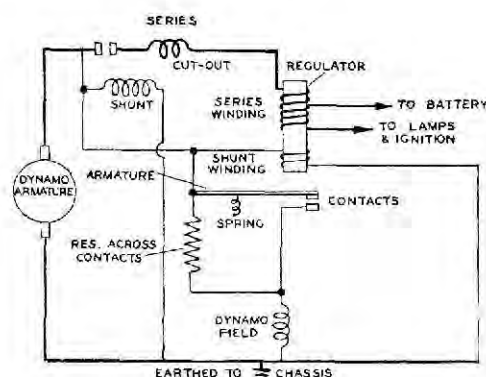 SERIES
CUT-OUT
REGULATOR
SHUNT
SERIES
WINDING
TO BATTERY
TO LAMPS
& IGNITION
SHUNT
WINDING
ARMATURE
DYNAMO
ARMATURE
CONTACTS
SPRING
RES. ACROSS
CONTACTS
DYNAMO
FIELD
EARTHED TO CHASSIS